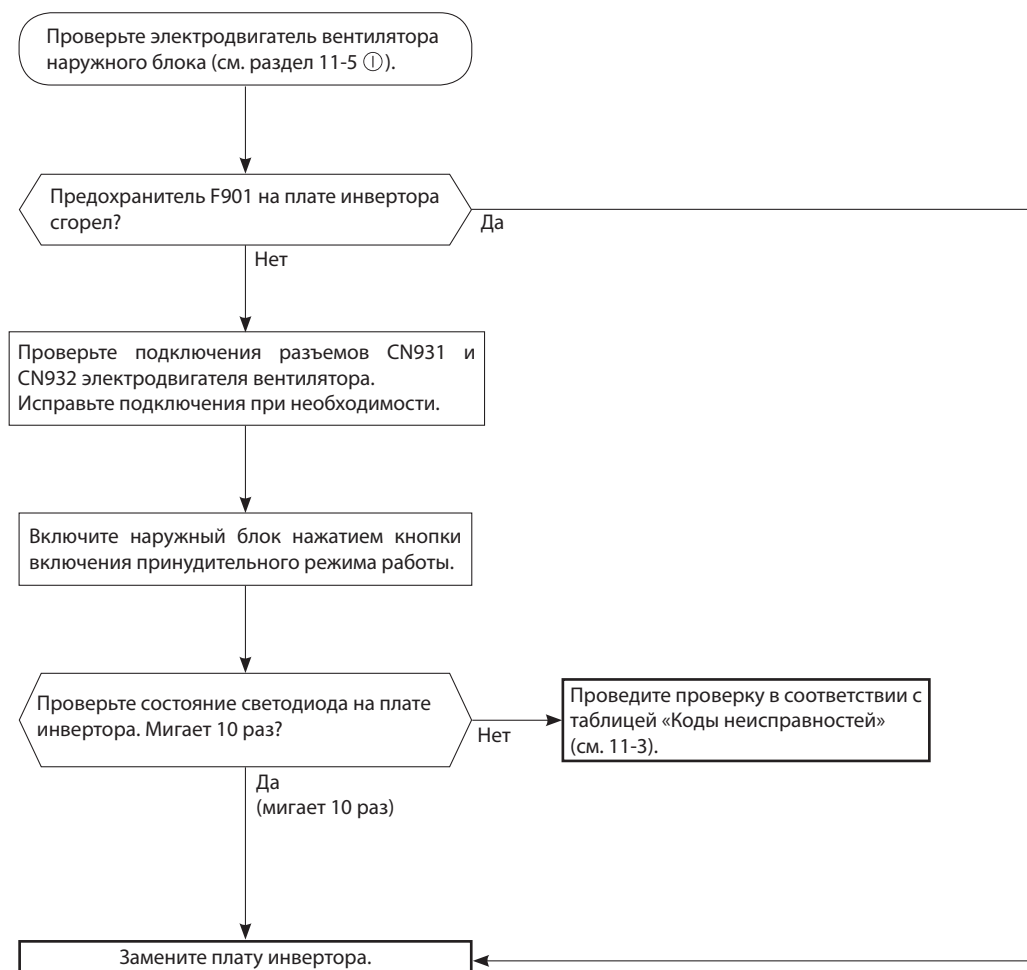 Проверьте электродвигатель вентилятора
наружного блока (см. раздел 11-5 Ⓘ).
Предохранитель F901 на плате инвертора
сгорел?
Да
Нет
Проверьте подключения разъемов CN931 и
CN932 электродвигателя вентилятора.
Исправьте подключения при необходимости.
Включите наружный блок нажатием кнопки
включения принудительного режима работы.
Проверьте состояние светодиода на плате
инвертора. Мигает 10 раз?
Нет
Проведите проверку в соответствии с
таблицей «Коды неисправностей»
(см. 11-3).
Да
(мигает 10 раз)
Замените плату инвертора.